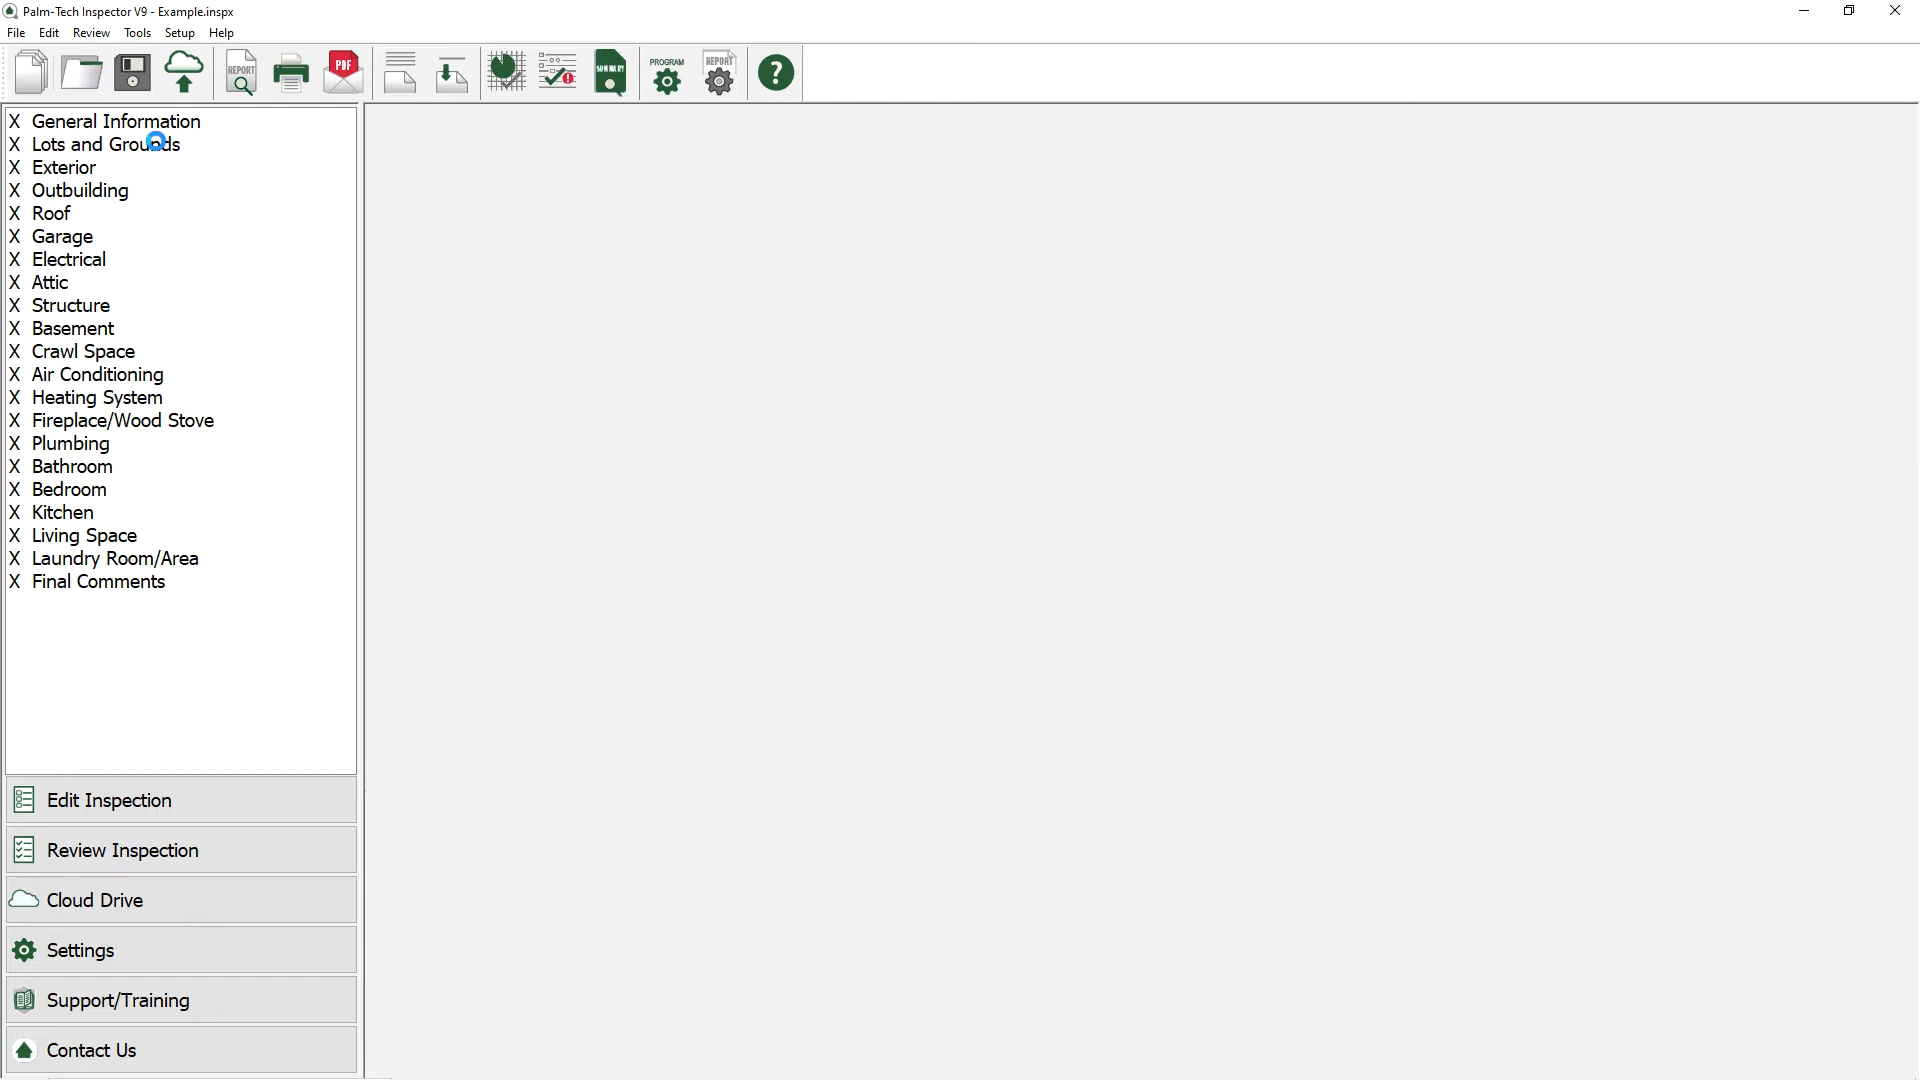 Palm-Tech Inspector V9 - Example.inspx
File Edit Review Tools Setup Help
REPORT PDF SUMMARY PROGRAM REPORT ?
X General Information
X Lots and Grounds
X Exterior
X Outbuilding
X Roof
X Garage
X Electrical
X Attic
X Structure
X Basement
X Crawl Space
X Air Conditioning
X Heating System
X Fireplace/Wood Stove
X Plumbing
X Bathroom
X Bedroom
X Kitchen
X Living Space
X Laundry Room/Area
X Final Comments
Edit Inspection
Review Inspection
Cloud Drive
Settings
Support/Training
Contact Us